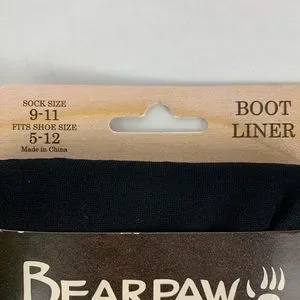 SOCK SIZE
9-11
FITS SHOE SIZE
5-12
Made in China
BOOT
LINER
BEARPAW